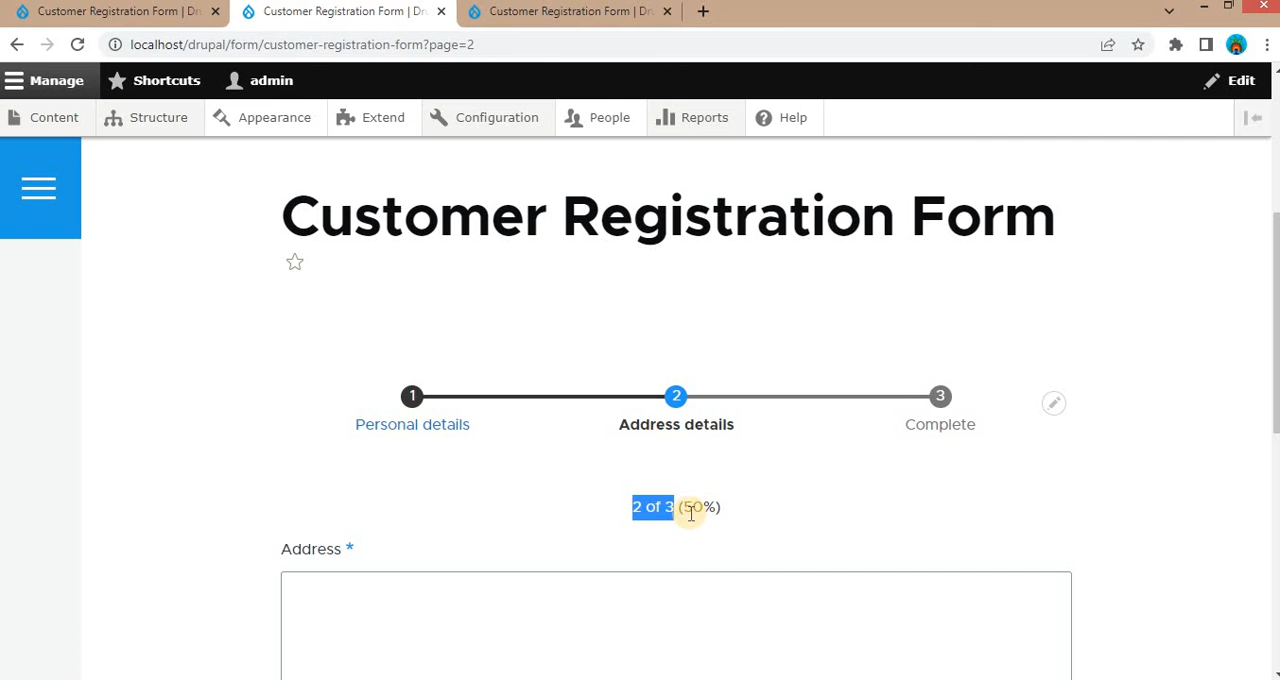 Customer Registration Form | Dr
Customer Registration Form | Dr
Customer Registration Form | Dr
localhost/drupal/form/customer-registration-form?page=2
Manage Shortcuts admin Edit
Content Structure Appearance Extend Configuration People Reports Help
Customer Registration Form
1 2 3
Personal details Address details Complete
2 of 3 (50%)
Address *